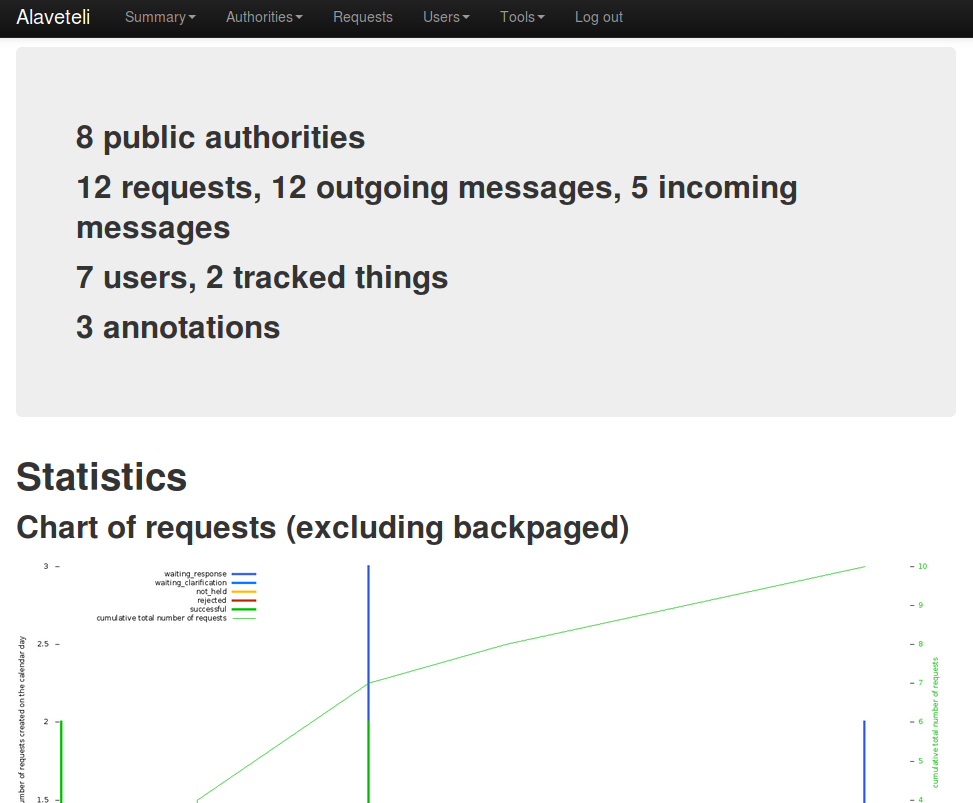 Alaveteli Summary Authorities Requests Users Tools Log out
8 public authorities
12 requests, 12 outgoing messages, 5 incoming
messages
7 users, 2 tracked things
3 annotations
Statistics
Chart of requests (excluding backpaged)
waiting_response
waiting_clarification
not_held
rejected
successful
cumulative total number of requests
3
2.5
2
1.5
of requests created on the calendar day
10
9
8
7
6
5
4
cumulative total number of requests